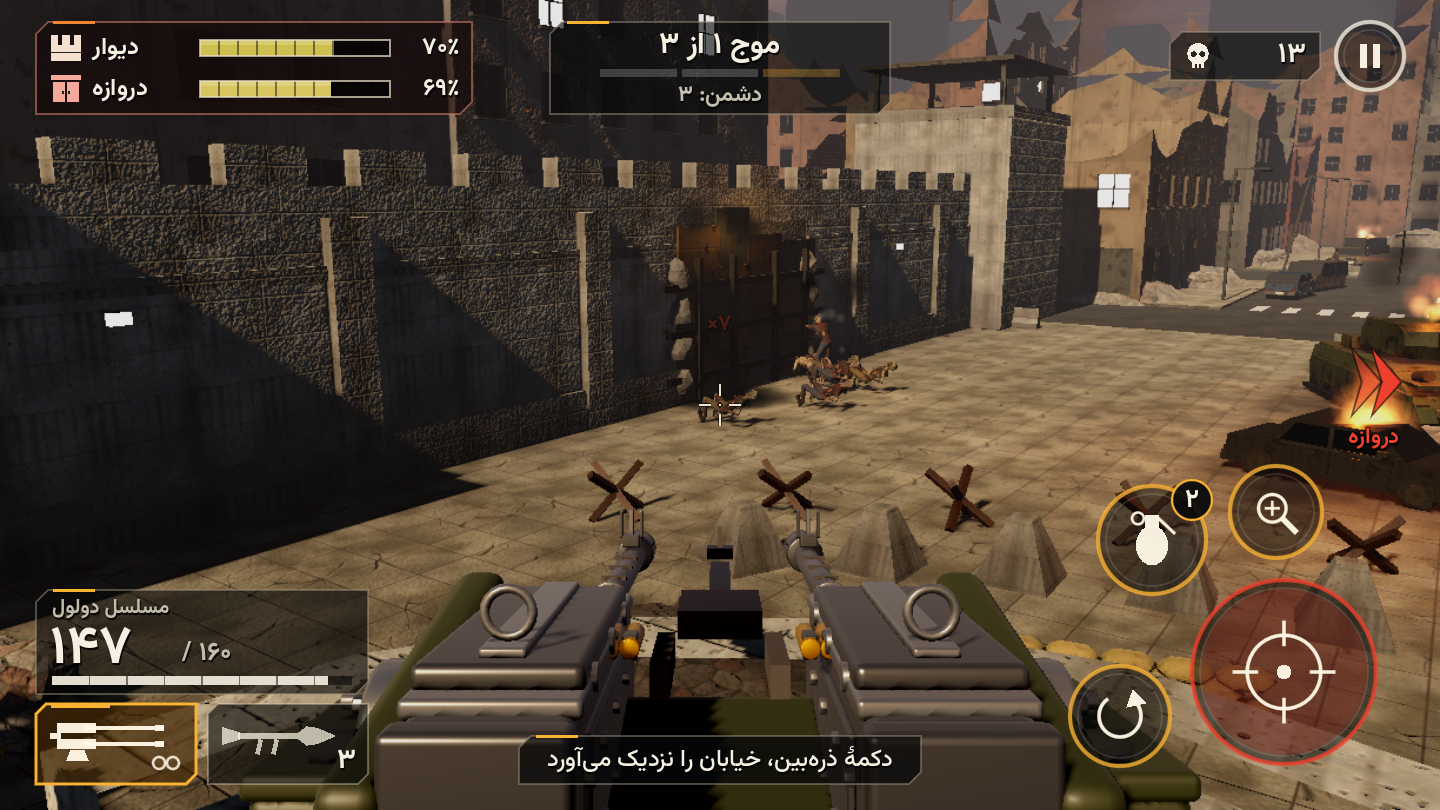 دیوار ۷۰٪
دروازه ۶۹٪
موج ۱ از ۳
دشمن: ۳
۱۳
×۷
دروازه
۲
مسلسل دولول
۱۴۷ / ۱۶۰
∞
۳
دکمهٔ ذره‌بین، خیابان را نزدیک می‌آورد